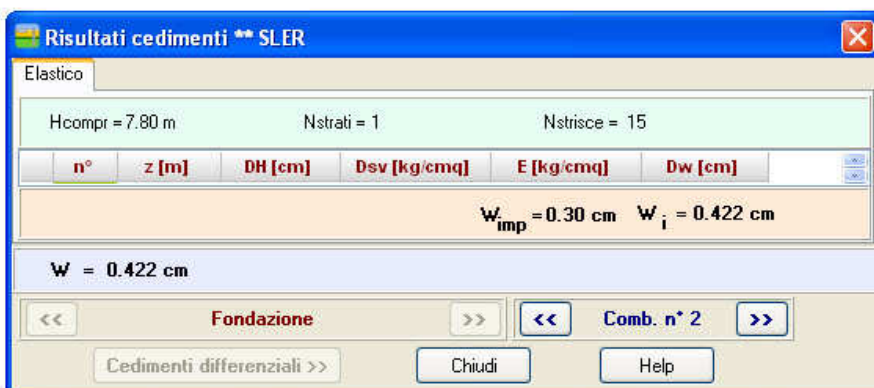 Risultati cedimenti ** SLER
Elastico
Hcompr = 7.80 m Nstrati = 1 Nstrisce = 15
n° z [m] DH [cm] Dsv [kg/cmq] E [kg/cmq] Dw [cm]
Wimp = 0.30 cm W i = 0.422 cm
W = 0.422 cm
<< Fondazione >> << Comb. n° 2 >>
Cedimenti differenziali >> Chiudi Help